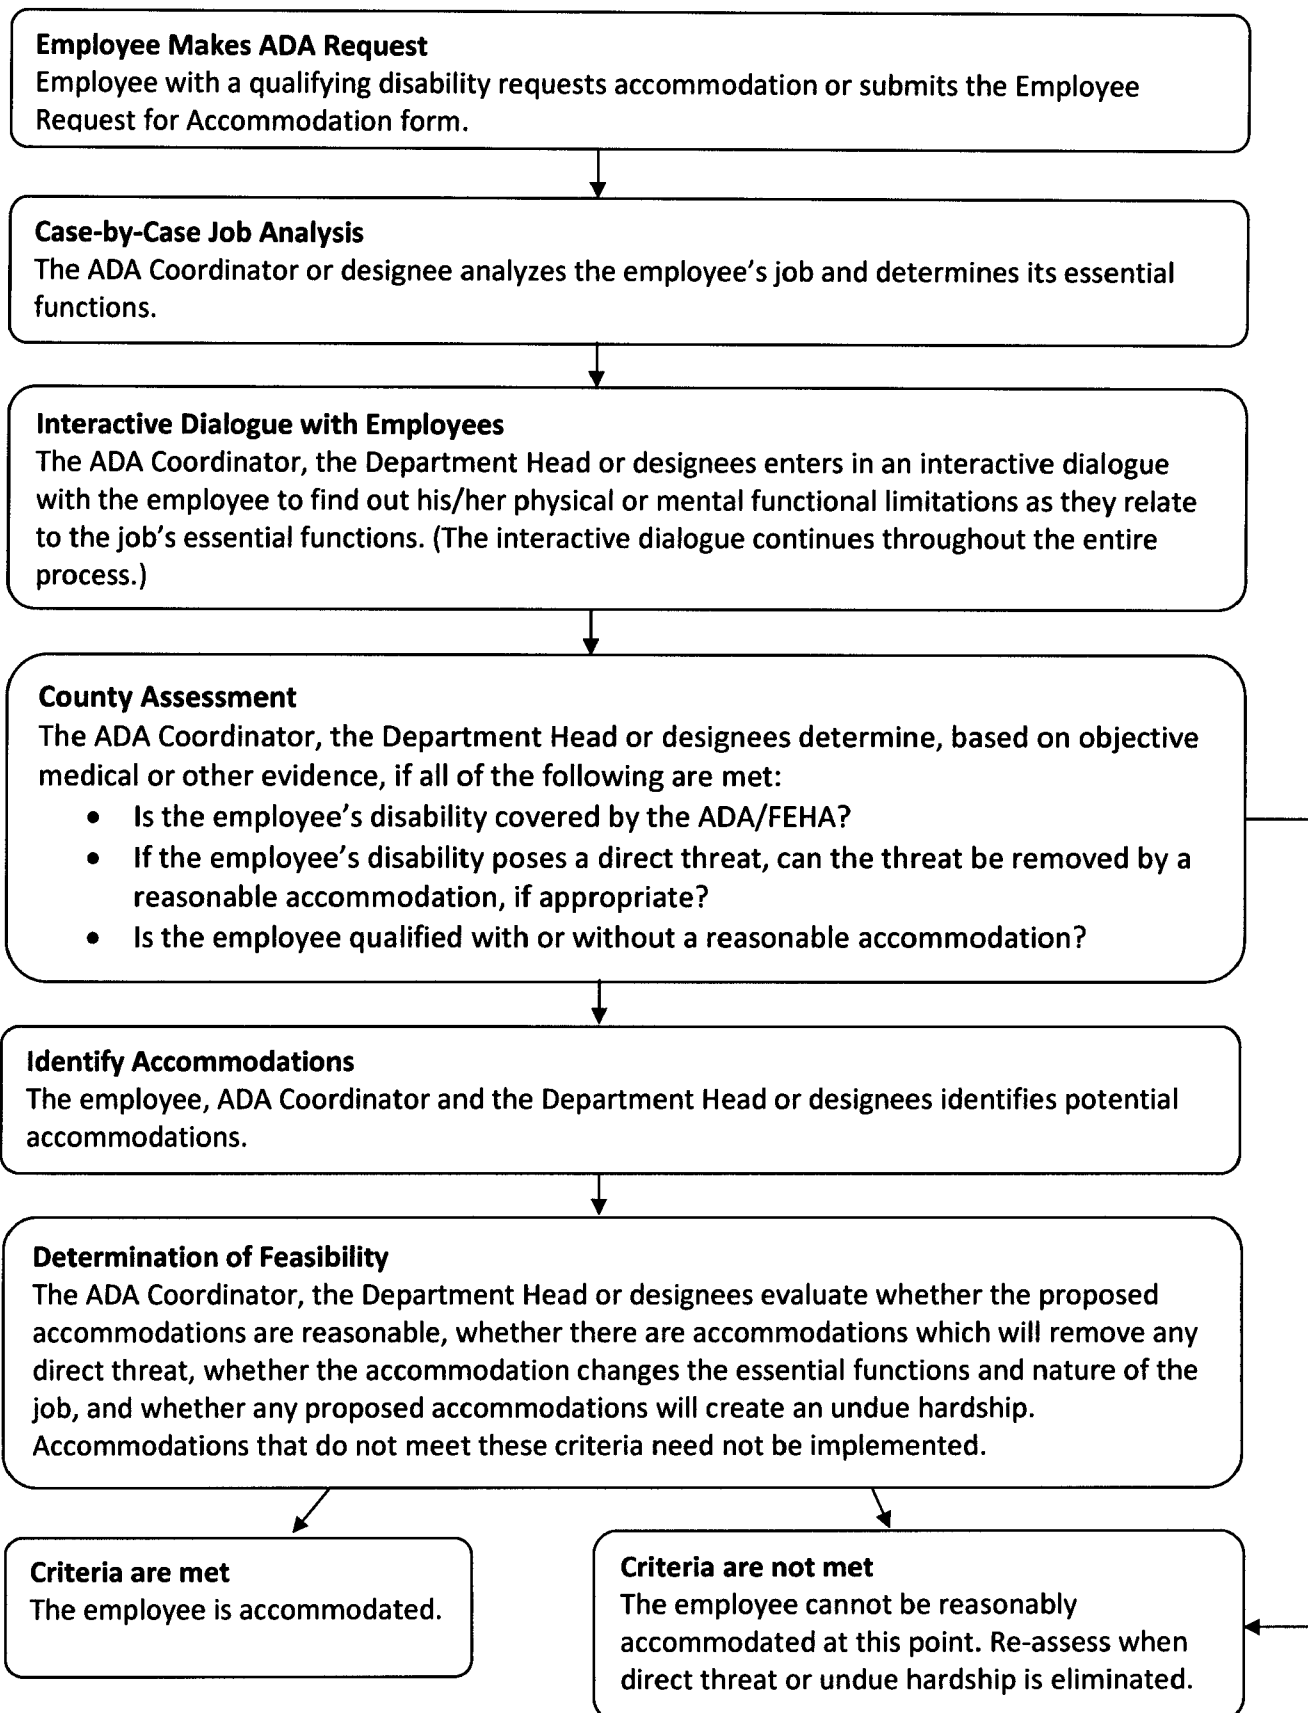 Employee Makes ADA Request
Employee with a qualifying disability requests accommodation or submits the Employee
Request for Accommodation form.
Case-by-Case Job Analysis
The ADA Coordinator or designee analyzes the employee's job and determines its essential
functions.
Interactive Dialogue with Employees
The ADA Coordinator, the Department Head or designees enters in an interactive dialogue
with the employee to find out his/her physical or mental functional limitations as they relate
to the job's essential functions. (The interactive dialogue continues throughout the entire
process.)
County Assessment
The ADA Coordinator, the Department Head or designees determine, based on objective
medical or other evidence, if all of the following are met:
• Is the employee's disability covered by the ADA/FEHA?
• If the employee's disability poses a direct threat, can the threat be removed by a
reasonable accommodation, if appropriate?
• Is the employee qualified with or without a reasonable accommodation?
Identify Accommodations
The employee, ADA Coordinator and the Department Head or designees identifies potential
accommodations.
Determination of Feasibility
The ADA Coordinator, the Department Head or designees evaluate whether the proposed
accommodations are reasonable, whether there are accommodations which will remove any
direct threat, whether the accommodation changes the essential functions and nature of the
job, and whether any proposed accommodations will create an undue hardship.
Accommodations that do not meet these criteria need not be implemented.
Criteria are met
The employee is accommodated.
Criteria are not met
The employee cannot be reasonably
accommodated at this point. Re-assess when
direct threat or undue hardship is eliminated.